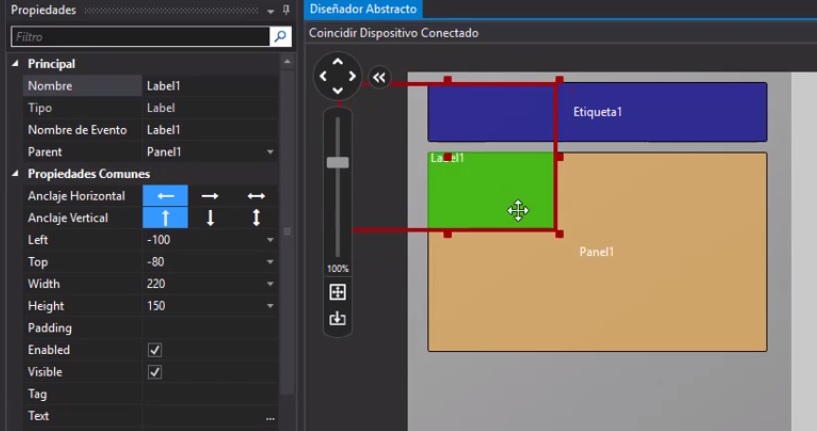 Propiedades
Filtro
Principal
Nombre Label1
Tipo Label
Nombre de Evento Label1
Parent Panel1
Propiedades Comunes
Anclaje Horizontal
Anclaje Vertical
Left -100
Top -80
Width 220
Height 150
Padding
Enabled
Visible
Tag
Text ...
Diseñador Abstracto
Coincidir Dispositivo Conectado
100%
Etiqueta1
Label1
Panel1